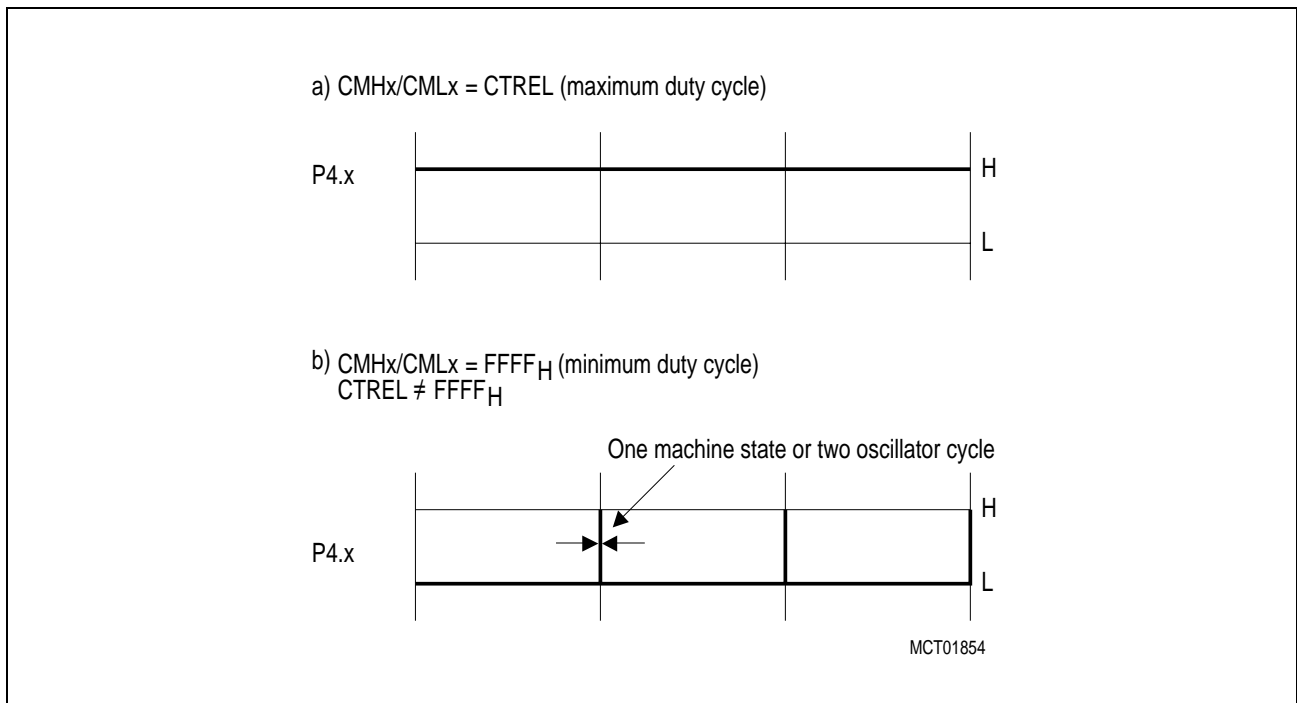 a) CMHx/CMLx = CTREL (maximum duty cycle)
P4.x
H
L
b) CMHx/CMLx = FFFFH (minimum duty cycle)
CTREL ≠ FFFFH
One machine state or two oscillator cycle
H
P4.x
L
MCT01854